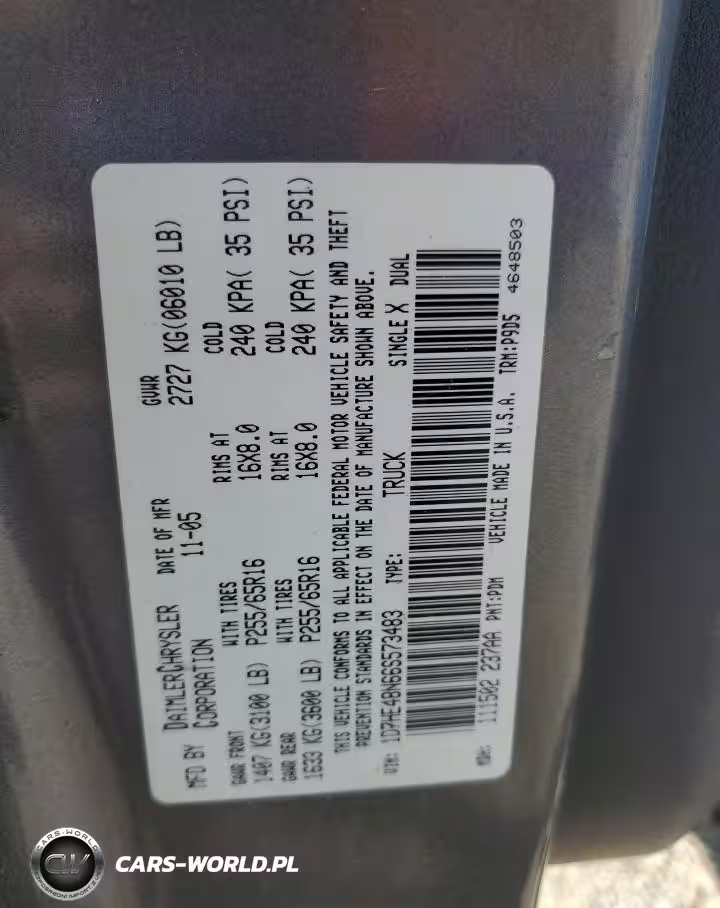 MFD BY DAIMLERCHRYSLER CORPORATION DATE OF MFR 11-05 GVWR 2727 KG(06010 LB)
GAWR FRONT WITH TIRES RIMS AT COLD
1407 KG(3100 LB) P255/65R16 16X8.0 240 KPA( 35 PSI)
GAWR REAR WITH TIRES RIMS AT COLD
1633 KG(3600 LB) P255/65R16 16X8.0 240 KPA( 35 PSI)
THIS VEHICLE CONFORMS TO ALL APPLICABLE FEDERAL MOTOR VEHICLE SAFETY AND THEFT
PREVENTION STANDARDS IN EFFECT ON THE DATE OF MANUFACTURE SHOWN ABOVE.
VIN: 1D7HE48N66S573483 TYPE: TRUCK SINGLE X DUAL
MDH: 111502 237AA PNT:PDM VEHICLE MADE IN U.S.A. TRM:P9D5 4648503
CARS-WORLD
CW
CARS-WORLD.PL